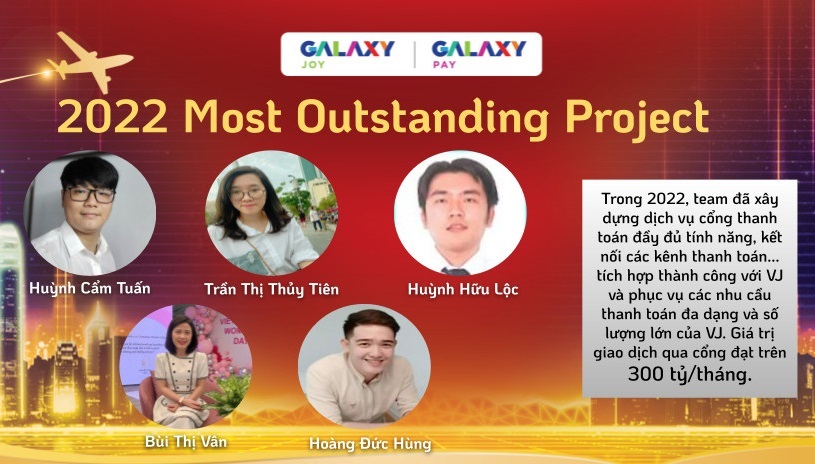 GALAXY JOY | GALAXY PAY
2022 Most Outstanding Project
Huỳnh Cẩm Tuấn
Trần Thị Thủy Tiên
Huỳnh Hữu Lộc
Bùi Thị Vân
Hoàng Đức Hùng
Trong 2022, team đã xây
dựng dịch vụ cổng thanh
toán đầy đủ tính năng, kết
nối các kênh thanh toán...
tích hợp thành công với VJ
và phục vụ các nhu cầu
thanh toán đa dạng và số
lượng lớn của VJ. Giá trị
giao dịch qua cổng đạt trên
300 tỷ/tháng.